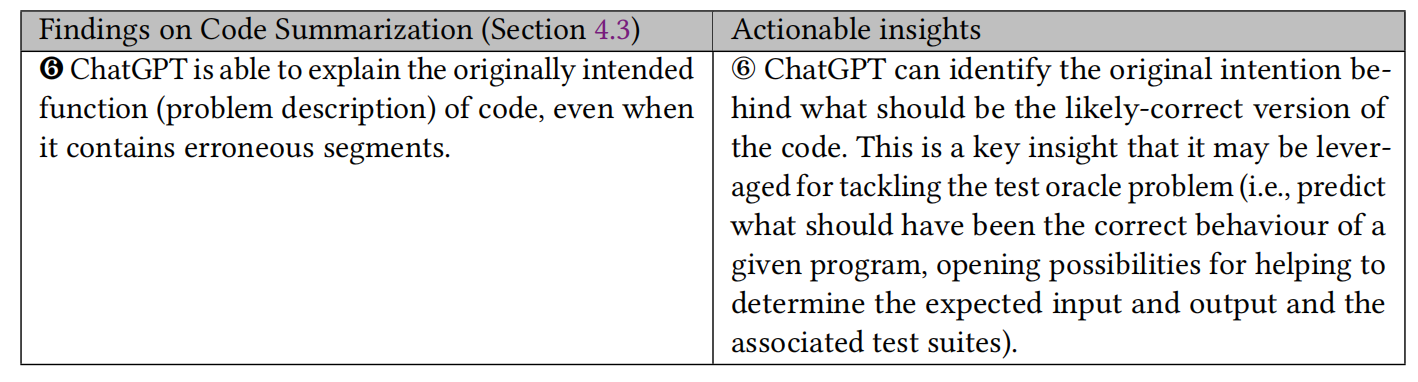 Findings on Code Summarization (Section 4.3)
Actionable insights
❻ ChatGPT is able to explain the originally intended
function (problem description) of code, even when
it contains erroneous segments.
⑥ ChatGPT can identify the original intention be-
hind what should be the likely-correct version of
the code. This is a key insight that it may be lever-
aged for tackling the test oracle problem (i.e., predict
what should have been the correct behaviour of a
given program, opening possibilities for helping to
determine the expected input and output and the
associated test suites).